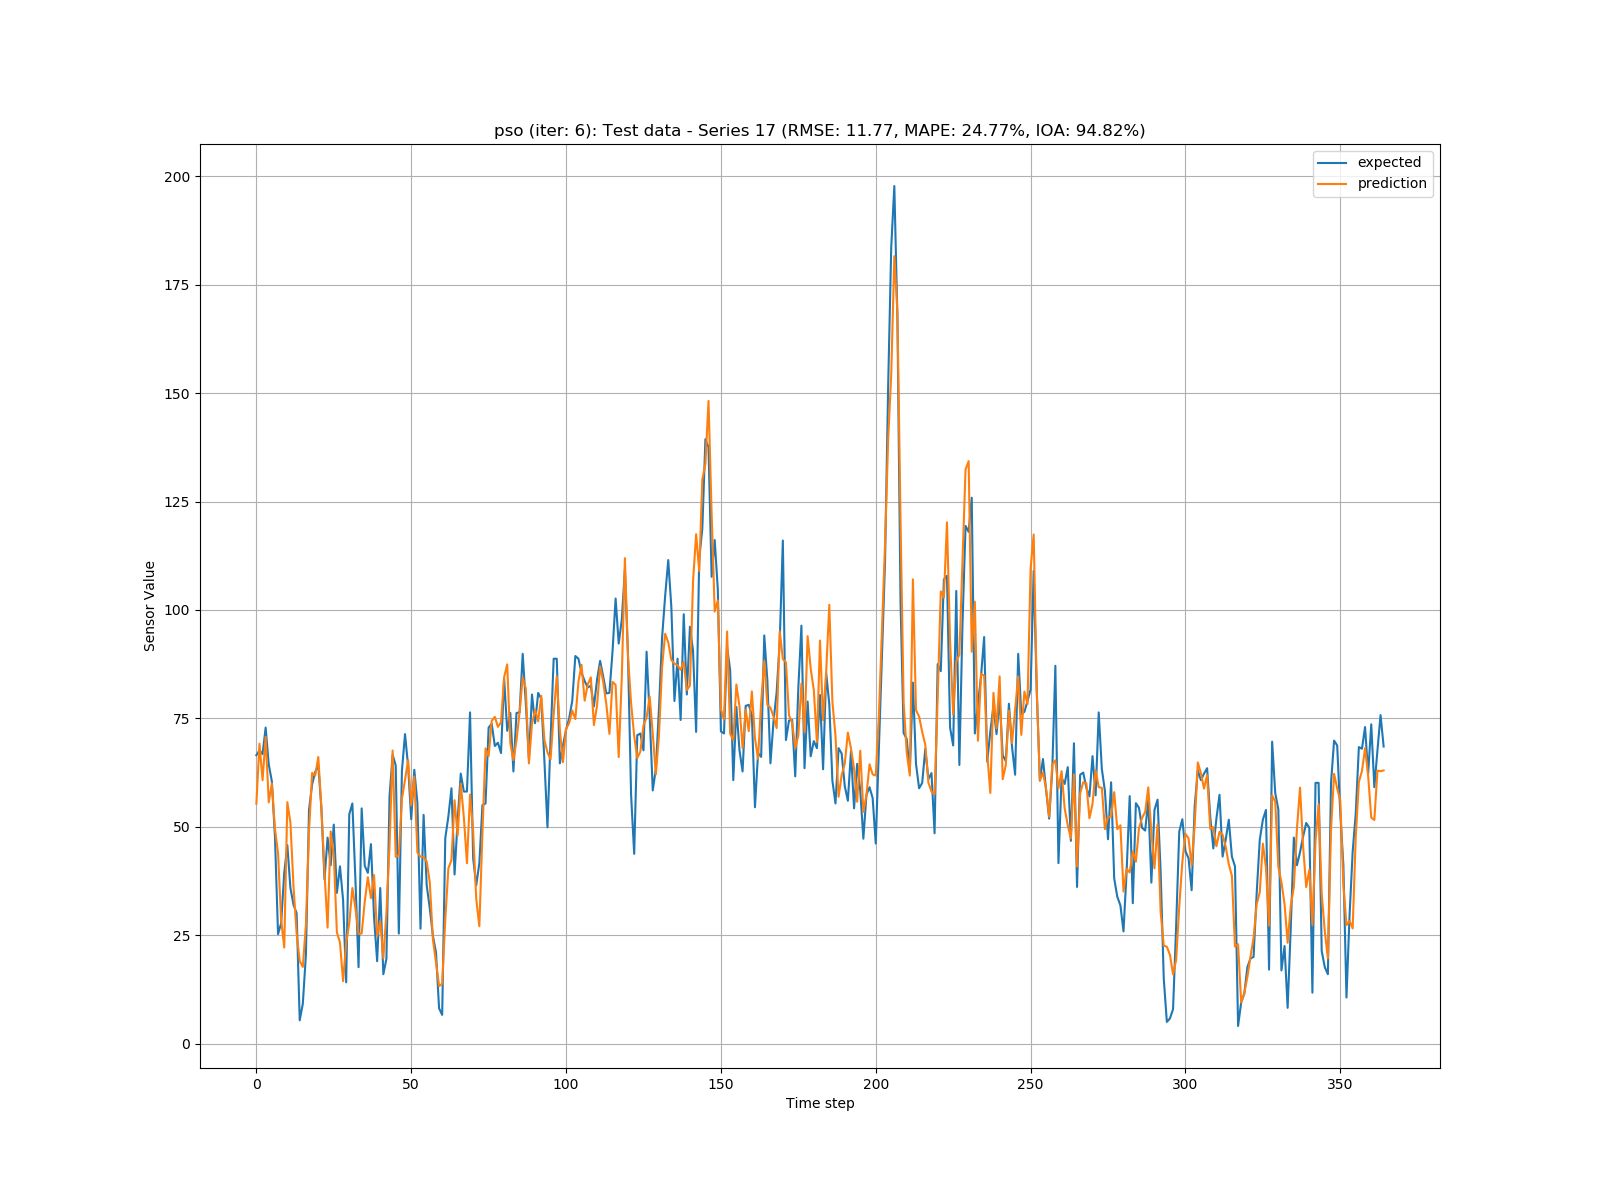 pso (iter: 6): Test data - Series 17 (RMSE: 11.77, MAPE: 24.77%, IOA: 94.82%)
expected
prediction
200
175
150
125
100
75
50
25
0
Sensor Value
0 50 100 150 200 250 300 350
Time step